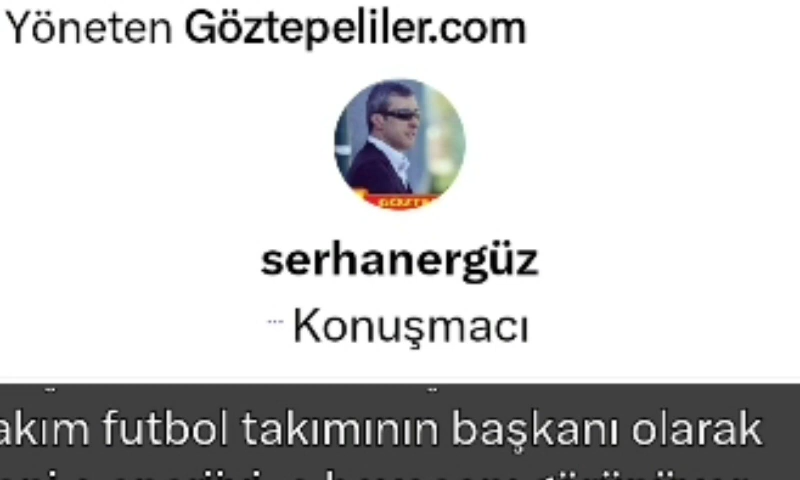 Yöneten Göztepeliler.com
serhanergüz
Konuşmacı
akım futbol takımının başkanı olarak